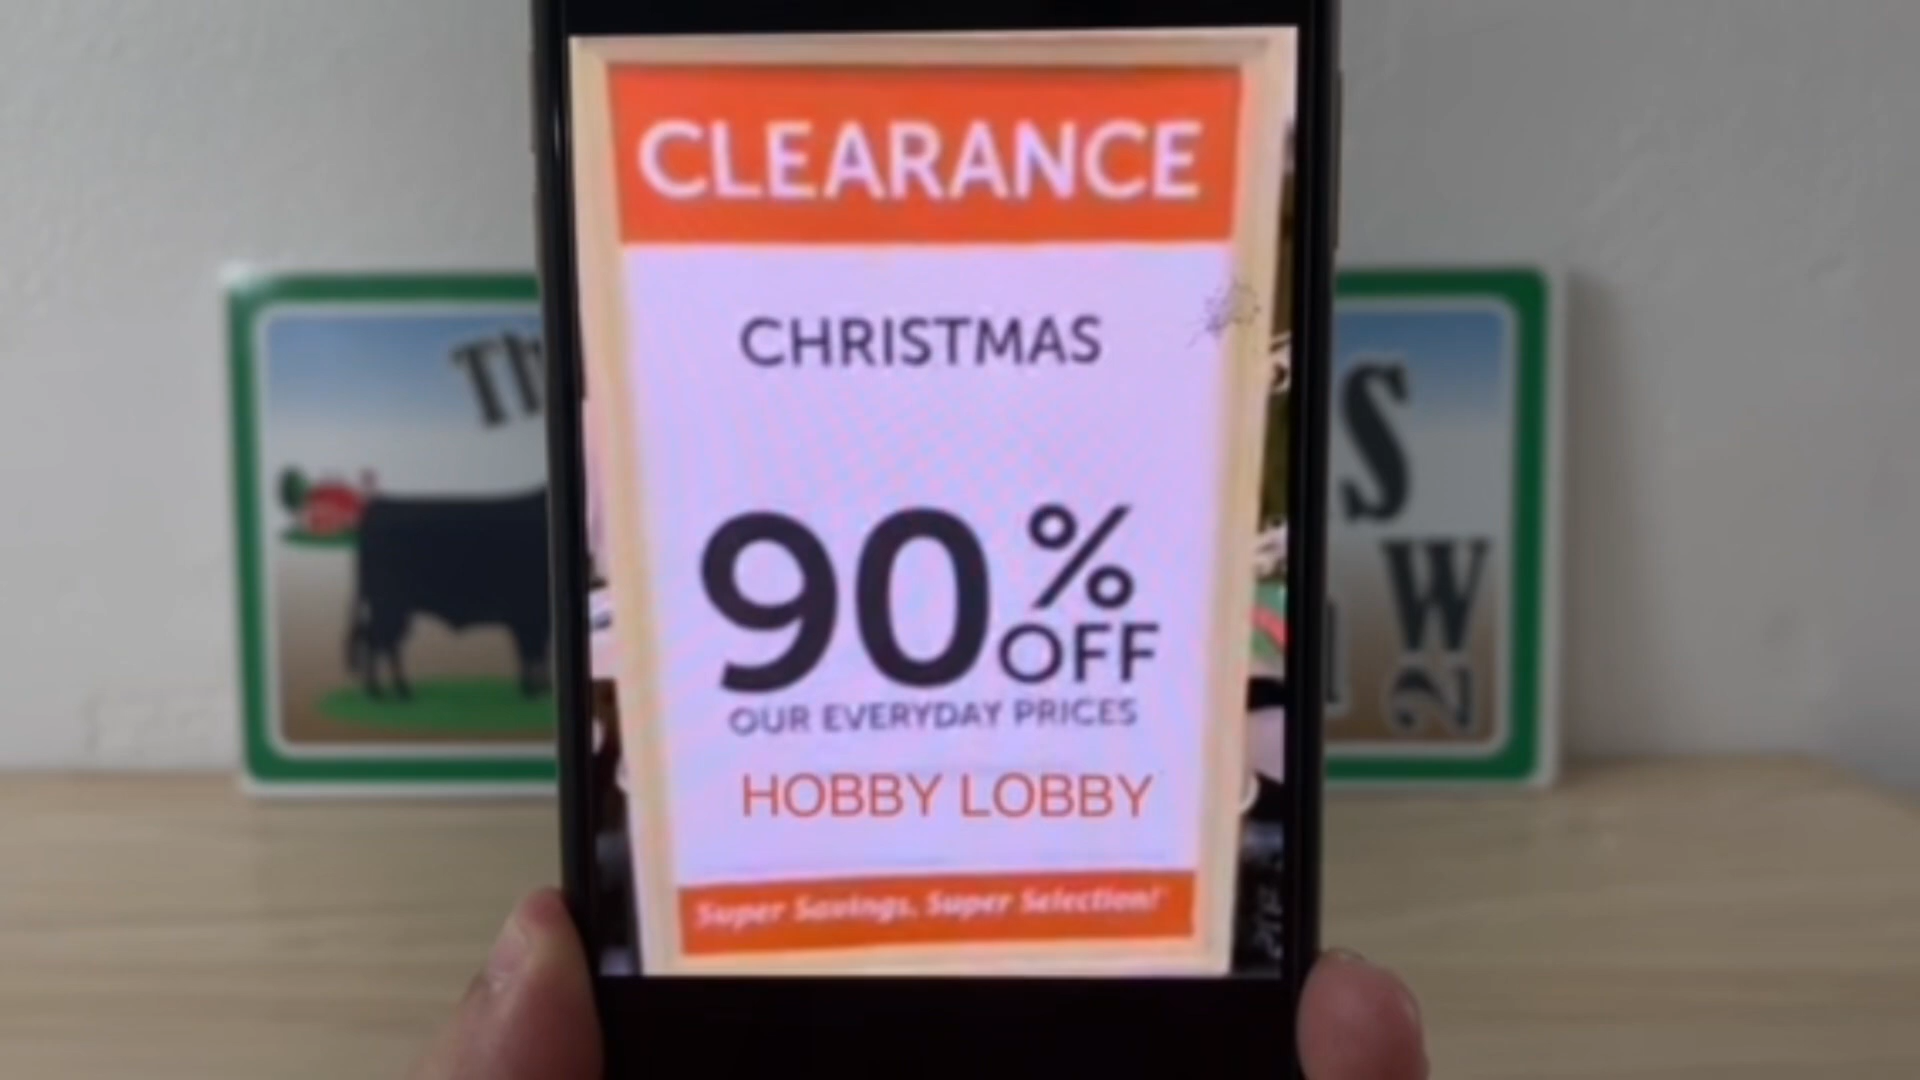 CLEARANCE
CHRISTMAS
90%
OFF
OUR EVERYDAY PRICES
HOBBY LOBBY
Super Savings, Super Selection!
S
W